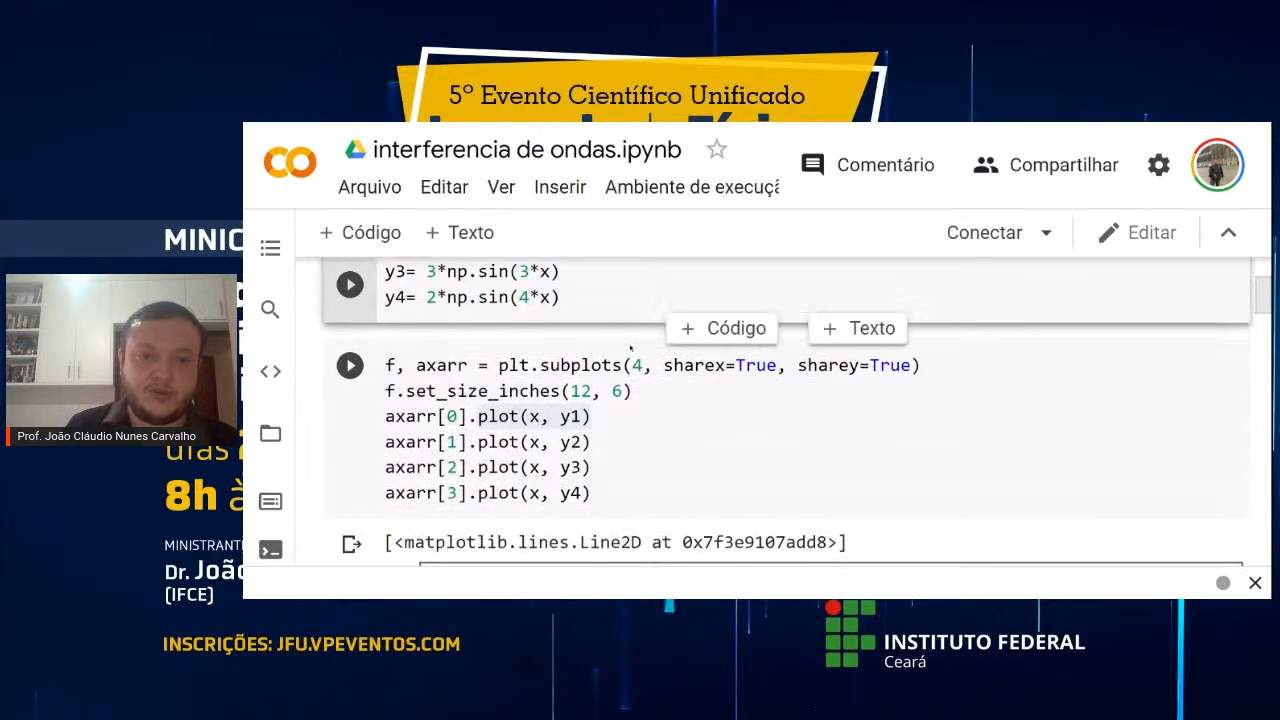 5º Evento Científico Unificado
interferencia de ondas.ipynb
Comentário
Compartilhar
Arquivo Editar Ver Inserir Ambiente de execuçã
+ Código + Texto
Conectar
Editar
MINIC
y3= 3*np.sin(3*x)
y4= 2*np.sin(4*x)
+ Código + Texto
f, axarr = plt.subplots(4, sharex=True, sharey=True)
f.set_size_inches(12, 6)
axarr[0].plot(x, y1)
axarr[1].plot(x, y2)
axarr[2].plot(x, y3)
axarr[3].plot(x, y4)
[<matplotlib.lines.Line2D at 0x7f3e9107add8>]
Prof. João Cláudio Nunes Carvalho
dias 2
8h à
MINISTRANT
Dr. João
(IFCE)
INSCRIÇÕES: JFU.VPEVENTOS.COM
INSTITUTO FEDERAL
Ceará